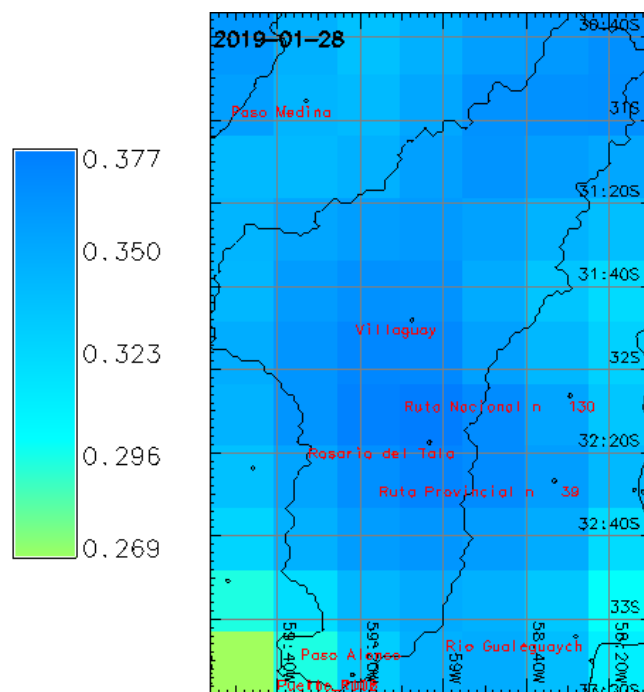 2019-01-28
30:40S
Paso Medina
31S
0.377
31:20S
0.350
31:40S
Villaguay
0.323
32S
Ruta Nacional n 130
0.296
32:20S
Rosario del Tala
Ruta Provincial n 39
0.269
32:40S
33S
59:40W
59:20W
59W
58:40W
58:20W
Rio Gualeguaych
Paso Alonso